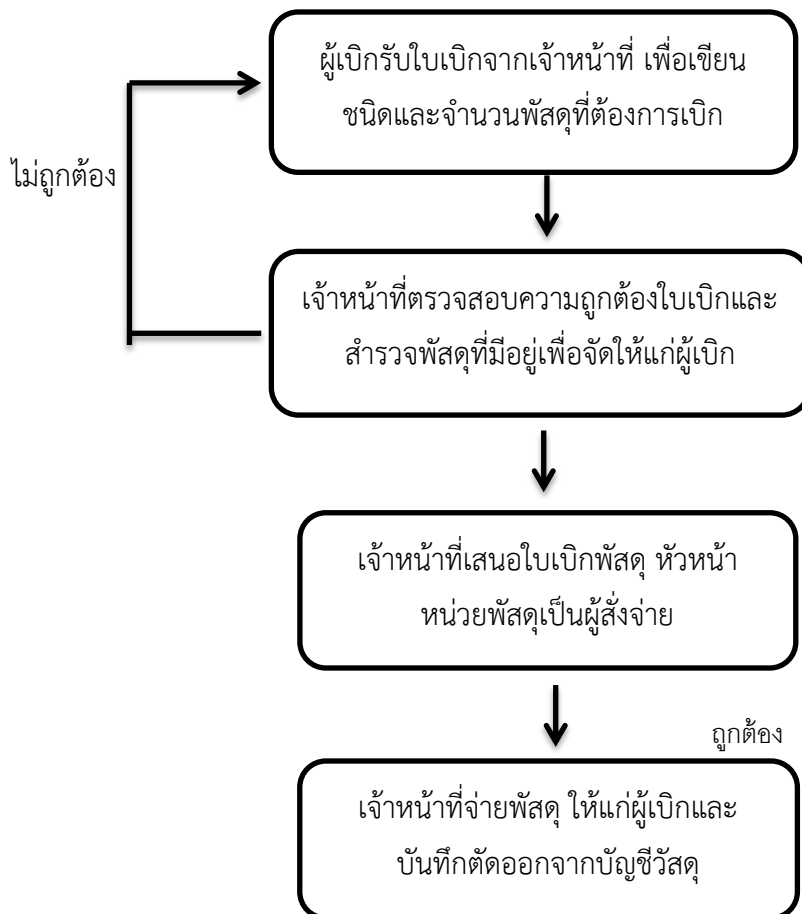 ผู้เบิกรับใบเบิกจากเจ้าหน้าที่ เพื่อเขียน
ชนิดและจำนวนพัสดุที่ต้องการเบิก
ไม่ถูกต้อง
เจ้าหน้าที่ตรวจสอบความถูกต้องใบเบิกและ
สำรวจพัสดุที่มีอยู่เพื่อจัดให้แก่ผู้เบิก
เจ้าหน้าที่เสนอใบเบิกพัสดุ หัวหน้า
หน่วยพัสดุเป็นผู้สั่งจ่าย
ถูกต้อง
เจ้าหน้าที่จ่ายพัสดุ ให้แก่ผู้เบิกและ
บันทึกตัดออกจากบัญชีวัสดุ